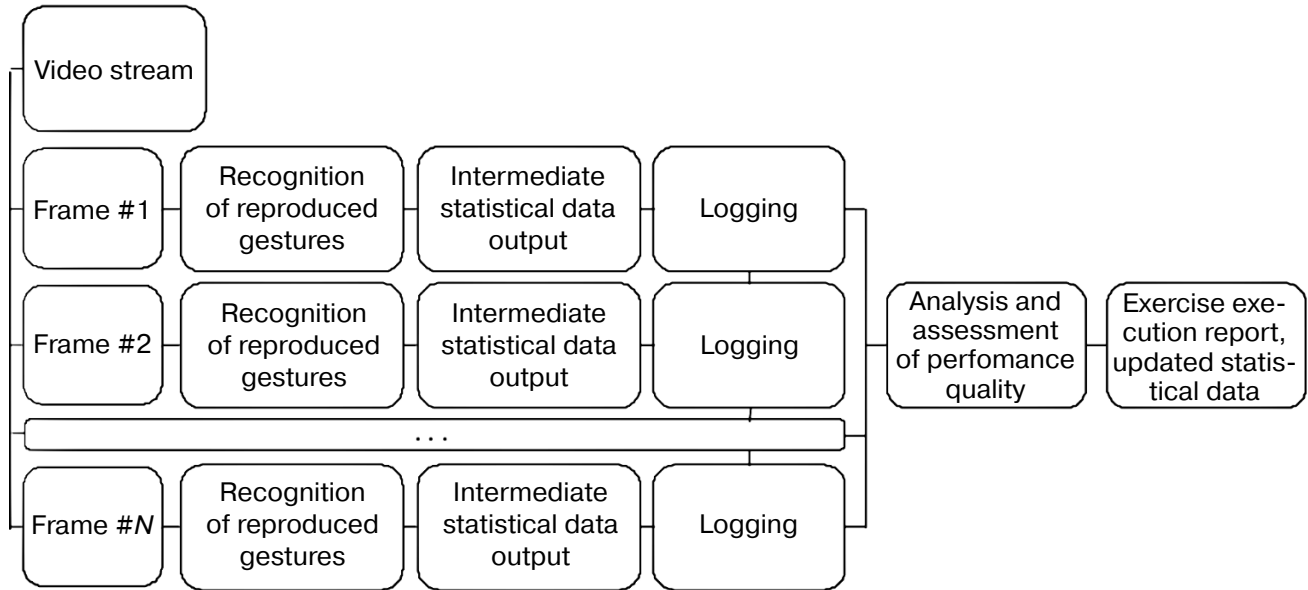 Video stream
Frame #1
Recognition
of reproduced
gestures
Intermediate
statistical data
output
Logging
Frame #2
Recognition
of reproduced
gestures
Intermediate
statistical data
output
Logging
Analysis and
assessment
of perfomance
quality
Exercise exe-
cution report,
updated statis-
tical data
...
Frame #N
Recognition
of reproduced
gestures
Intermediate
statistical data
output
Logging